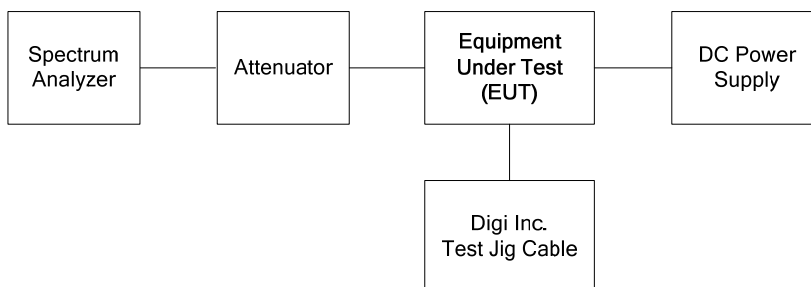 Spectrum
Analyzer
Attenuator
Equipment
Under Test
(EUT)
DC Power
Supply
Digi Inc.
Test Jig Cable